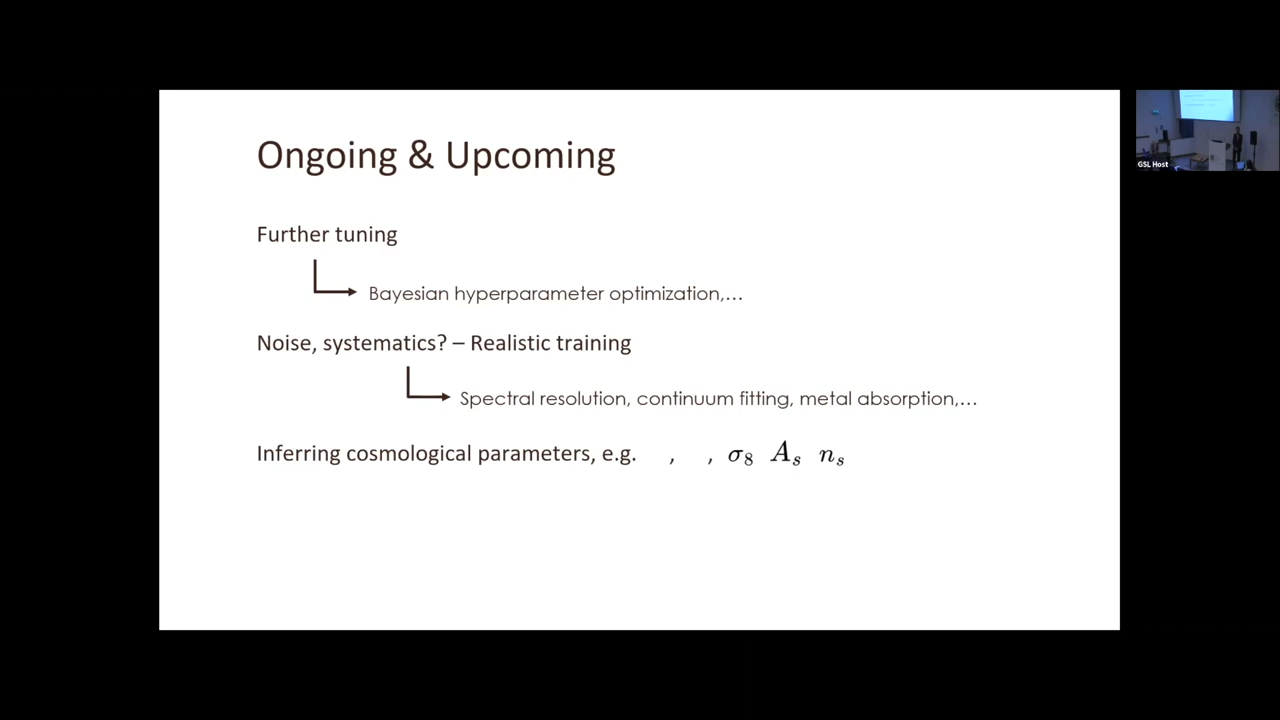 Ongoing & Upcoming
Further tuning
Bayesian hyperparameter optimization,...
Noise, systematics? – Realistic training
Spectral resolution, continuum fitting, metal absorption,...
Inferring cosmological parameters, e.g. , , σ₈ Aₛ nₛ
GSL Host